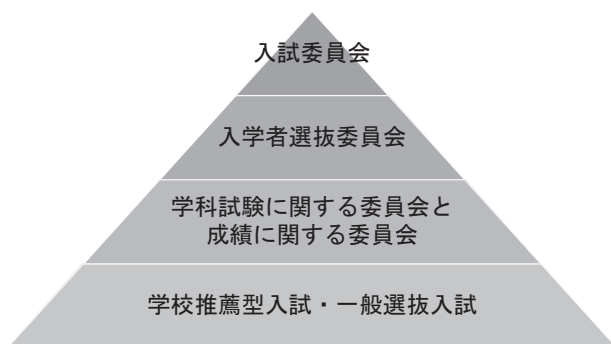 入試委員会
入学者選抜委員会
学科試験に関する委員会と
成績に関する委員会
学校推薦型入試・一般選抜入試